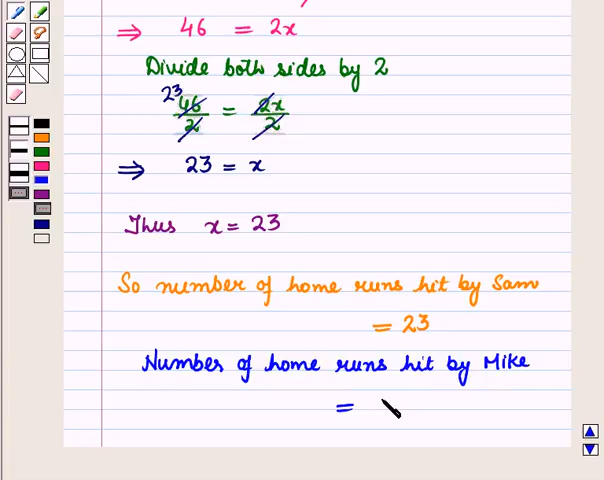 ⇒ 46 = 2x
Divide both sides by 2
23
46/2 = 2x/2
⇒ 23 = x
Thus x = 23
So number of home runs hit by Sam
= 23
Number of home runs hit by Mike
=